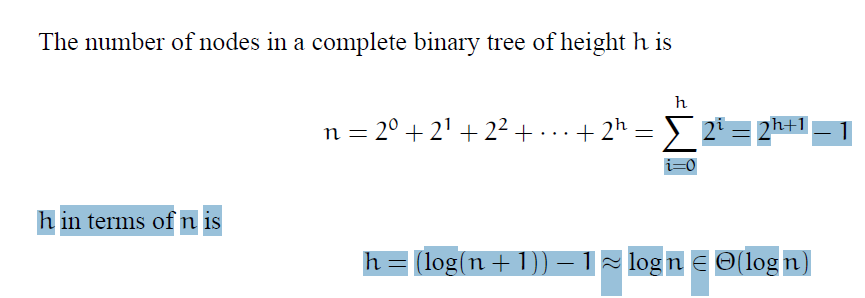 The number of nodes in a complete binary tree of height h is
n = 2⁰ + 2¹ + 2² + · · · + 2ʰ = ∑ᵢ₌₀ʰ 2ⁱ = 2ʰ⁺¹ − 1
h in terms of n is
h = (log(n + 1)) − 1 ≈ log n ∈ Θ(log n)